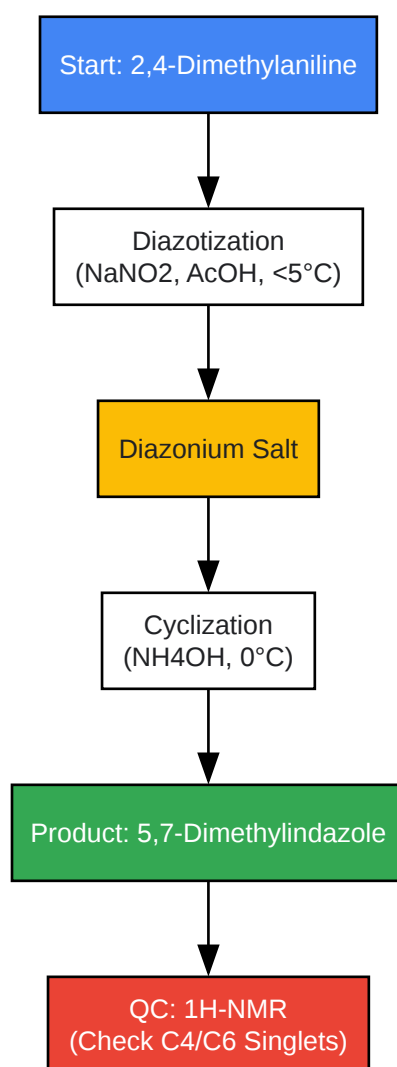 Start: 2,4-Dimethylaniline
Diazotization
(NaNO2, AcOH, <5°C)
Diazonium Salt
Cyclization
(NH4OH, 0°C)
Product: 5,7-Dimethylindazole
QC: 1H-NMR
(Check C4/C6 Singlets)